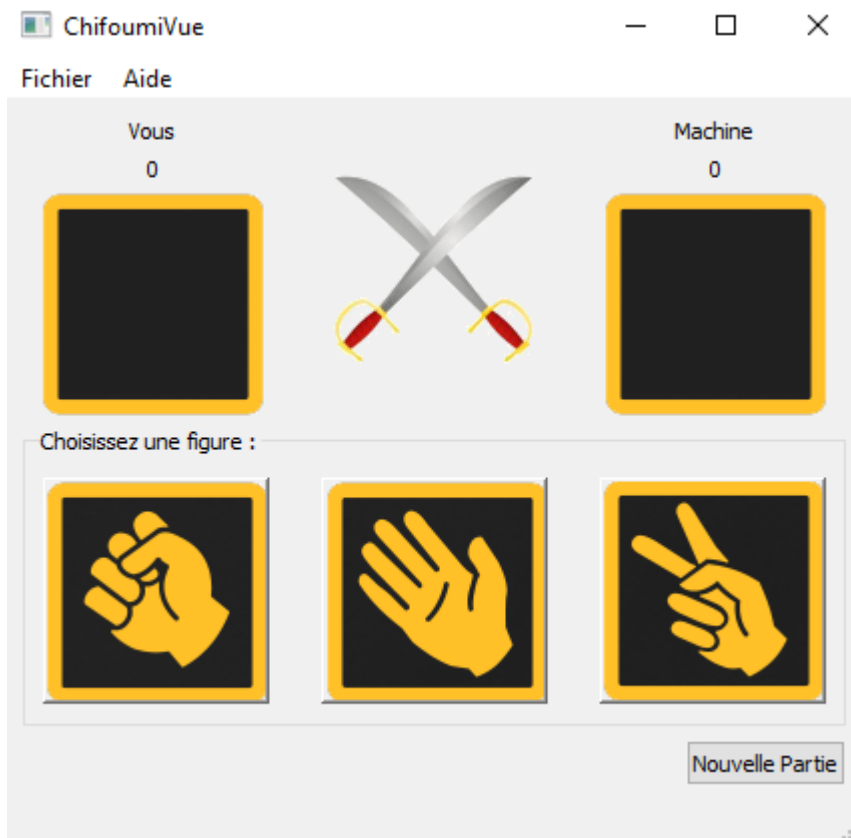 ChifoumiVue
Fichier Aide
Vous Machine
0 0
Choisissez une figure :
Nouvelle Partie